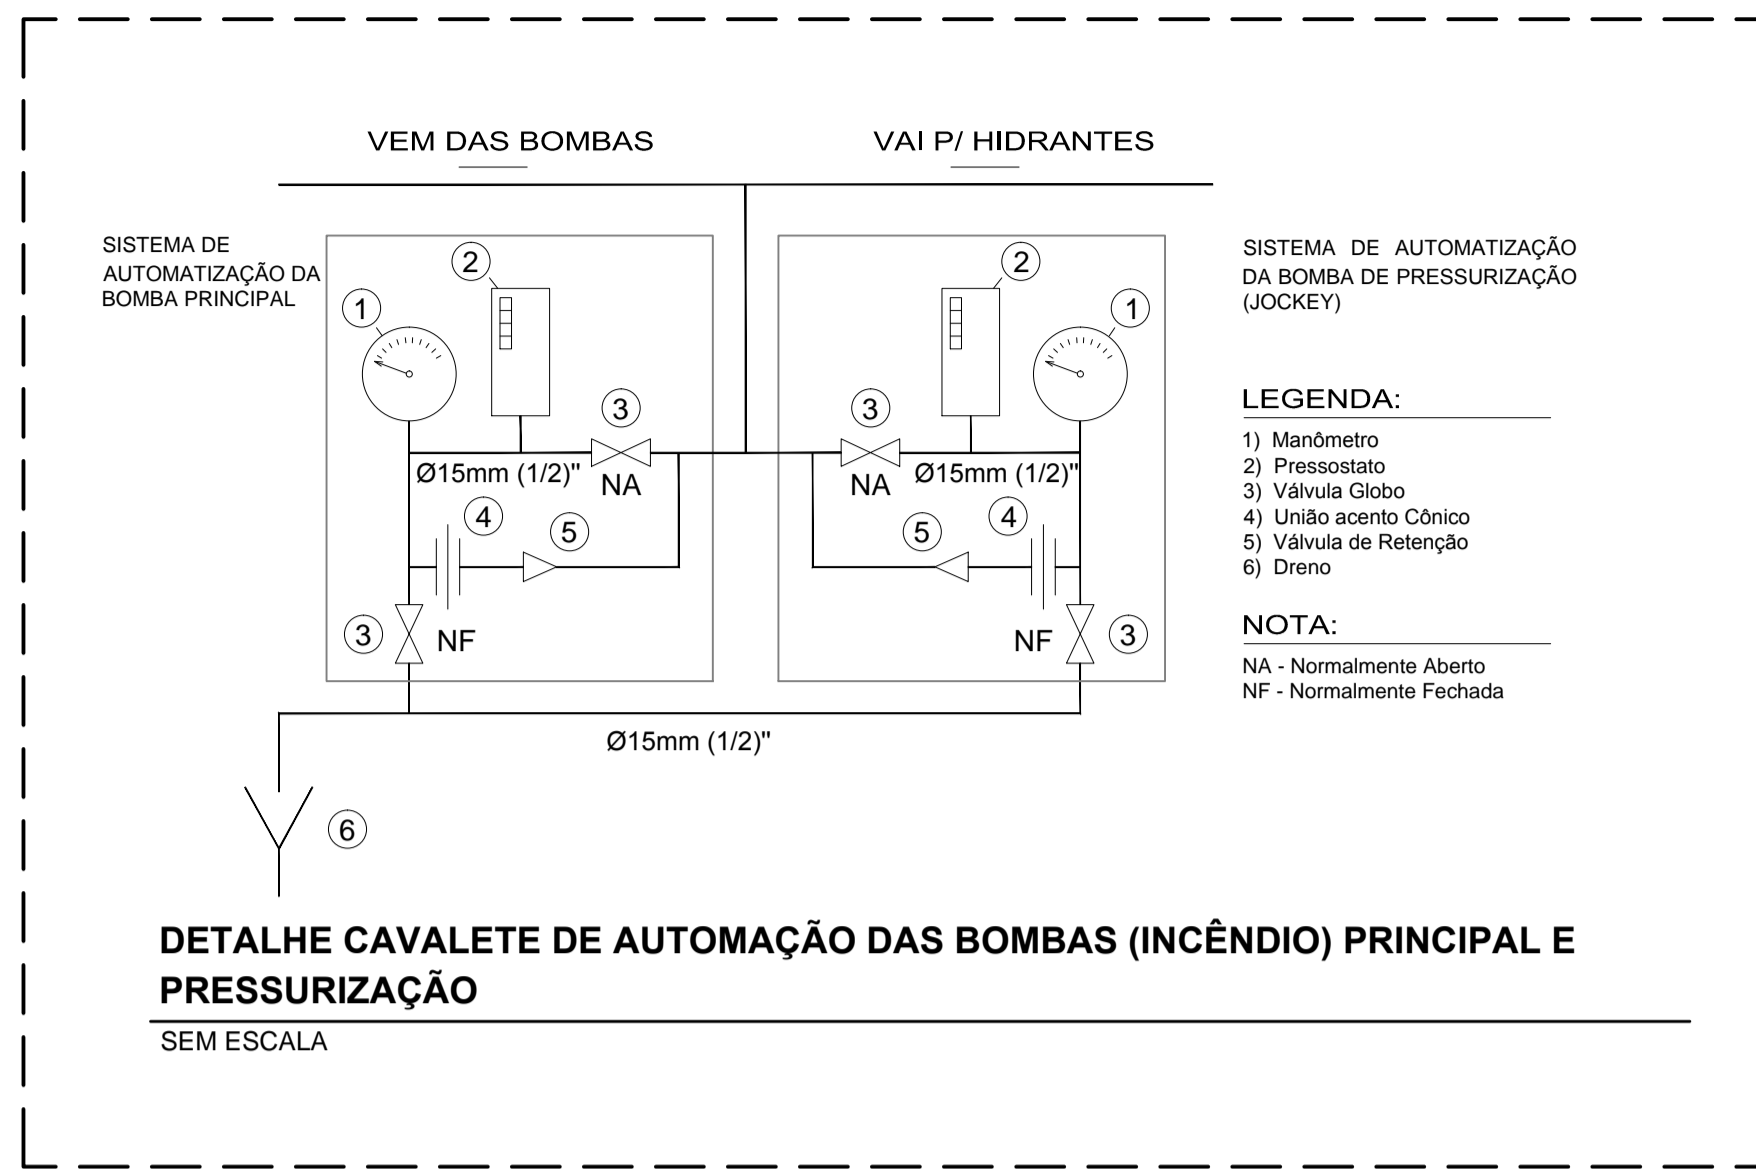 VEM DAS BOMBAS
VAI P/ HIDRANTES
SISTEMA DE
AUTOMATIZAÇÃO DA
BOMBA PRINCIPAL
SISTEMA DE AUTOMATIZAÇÃO
DA BOMBA DE PRESSURIZAÇÃO
(JOCKEY)
2
2
1
1
3
3
Ø15mm (1/2)"
NA
NA
Ø15mm (1/2)"
4
5
5
4
3
NF
NF
3
Ø15mm (1/2)"
6
LEGENDA:
1) Manômetro
2) Pressostato
3) Válvula Globo
4) União acento Cônico
5) Válvula de Retenção
6) Dreno
NOTA:
NA - Normalmente Aberto
NF - Normalmente Fechada
DETALHE CAVALETE DE AUTOMAÇÃO DAS BOMBAS (INCÊNDIO) PRINCIPAL E
PRESSURIZAÇÃO
SEM ESCALA